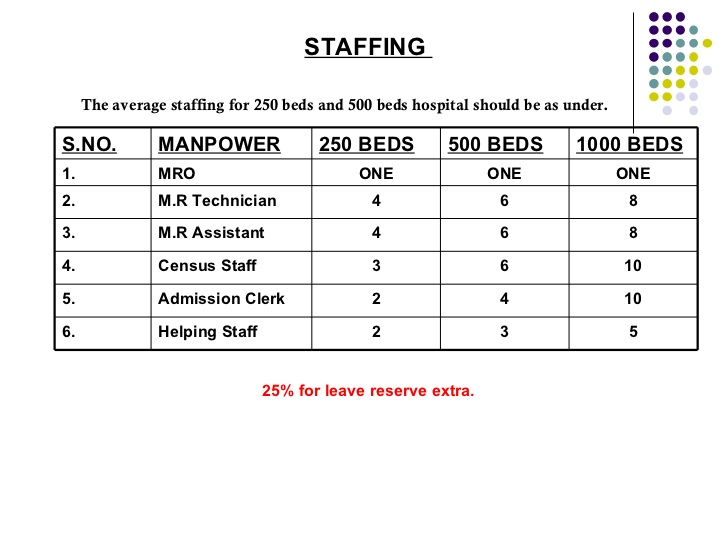 STAFFING
The average staffing for 250 beds and 500 beds hospital should be as under.
S.NO. MANPOWER 250 BEDS 500 BEDS 1000 BEDS
1. MRO ONE ONE ONE
2. M.R Technician 4 6 8
3. M.R Assistant 4 6 8
4. Census Staff 3 6 10
5. Admission Clerk 2 4 10
6. Helping Staff 2 3 5
25% for leave reserve extra.